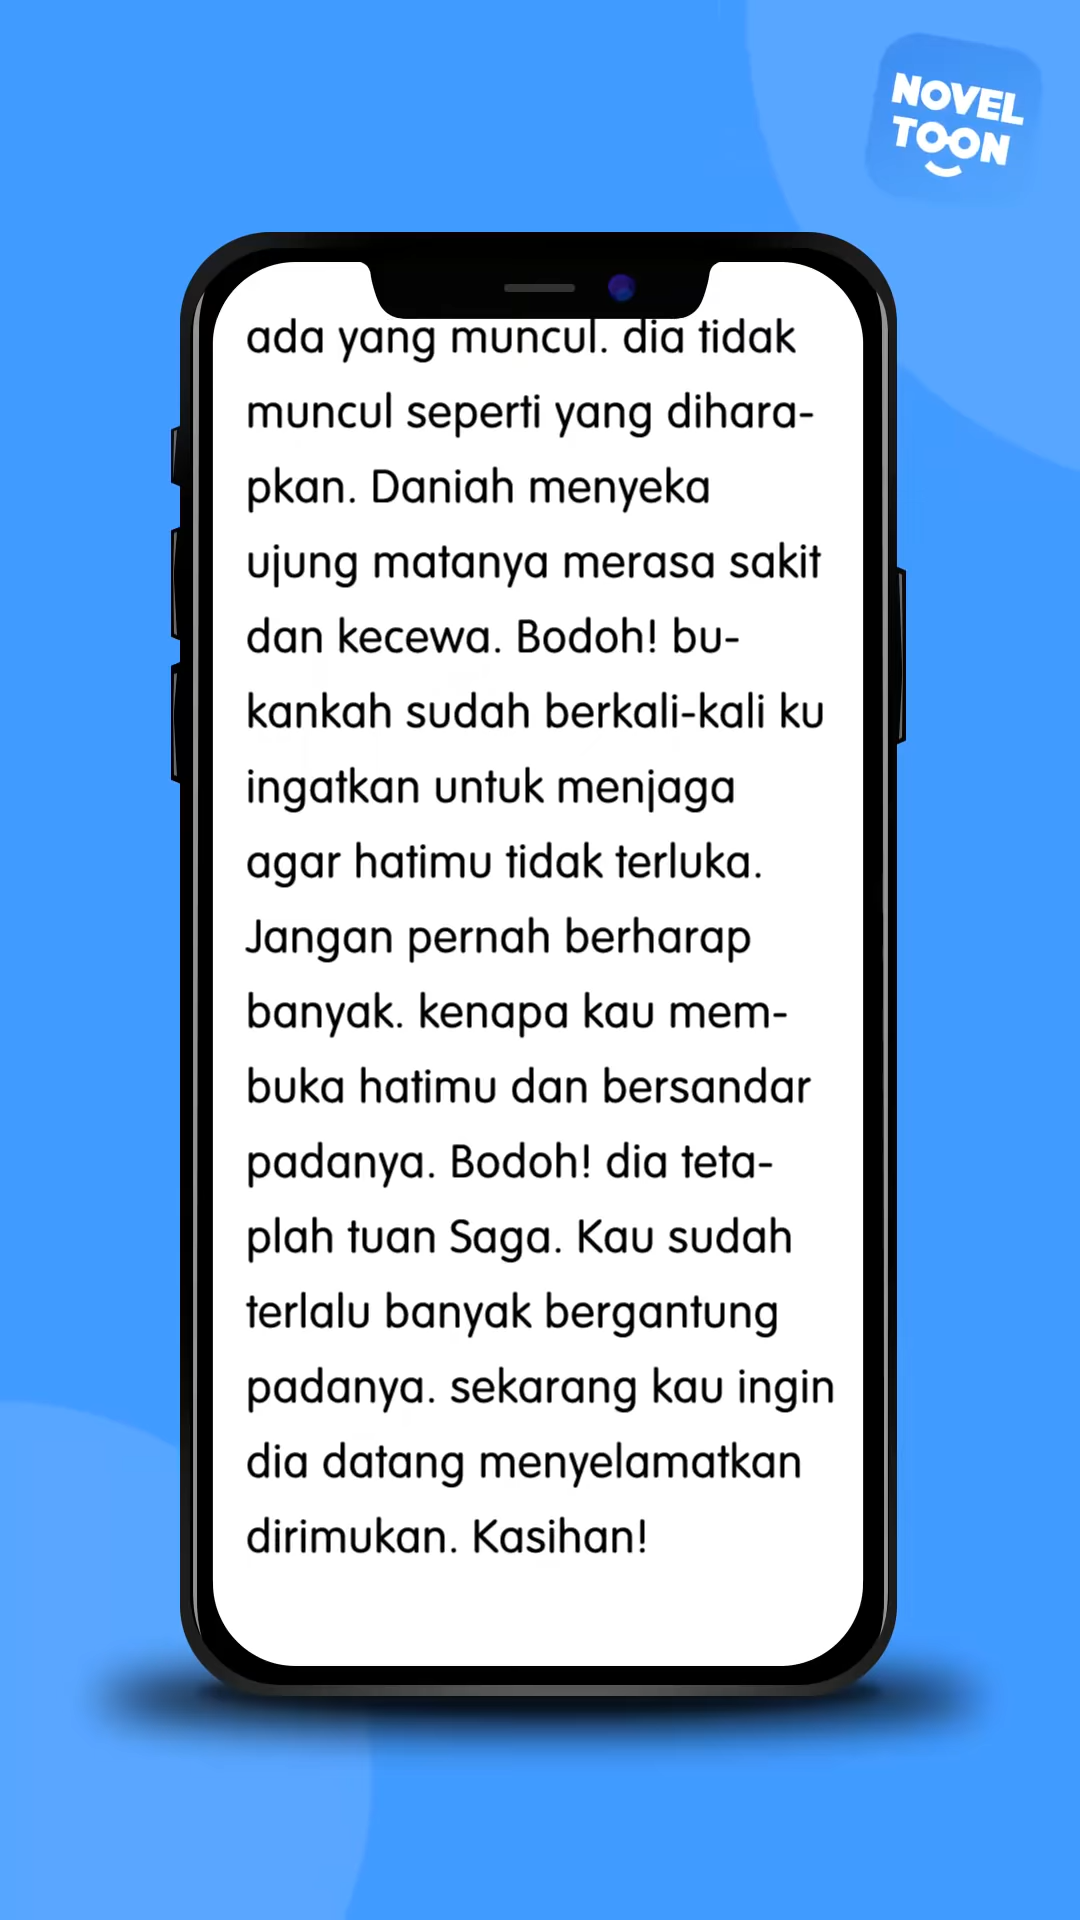 NOVEL
TOON
ada yang muncul. dia tidak
muncul seperti yang dihara-
pkan. Daniah menyeka
ujung matanya merasa sakit
dan kecewa. Bodoh! bu-
kankah sudah berkali-kali ku
ingatkan untuk menjaga
agar hatimu tidak terluka.
Jangan pernah berharap
banyak. kenapa kau mem-
buka hatimu dan bersandar
padanya. Bodoh! dia teta-
plah tuan Saga. Kau sudah
terlalu banyak bergantung
padanya. sekarang kau ingin
dia datang menyelamatkan
dirimukan. Kasihan!